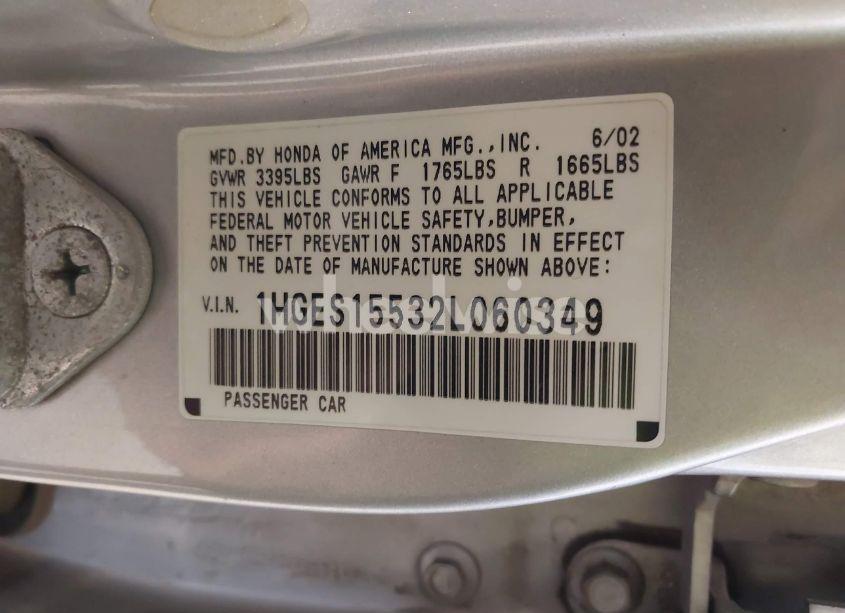 MFD.BY HONDA OF AMERICA MFG.,INC. 6/02
GVWR 3395LBS GAWR F 1765LBS R 1665LBS
THIS VEHICLE CONFORMS TO ALL APPLICABLE
FEDERAL MOTOR VEHICLE SAFETY,BUMPER,
AND THEFT PREVENTION STANDARDS IN EFFECT
ON THE DATE OF MANUFACTURE SHOWN ABOVE:
V.I.N. 1HGES15532L060349
PASSENGER CAR